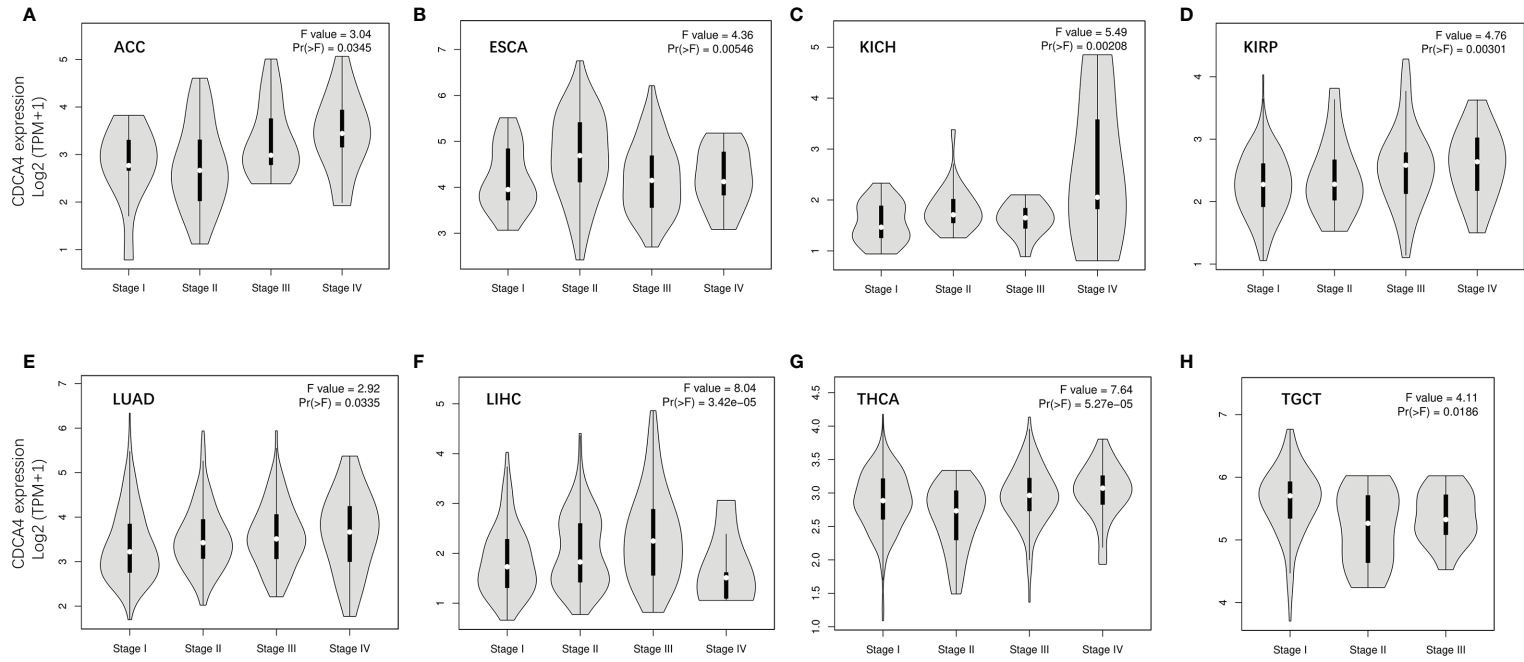 A
ACC
F value = 3.04
Pr(>F) = 0.0345
CDCA4 expression
Log2 (TPM+1)
5
4
3
2
1
Stage I Stage II Stage III Stage IV
B
ESCA
F value = 4.36
Pr(>F) = 0.00546
7
6
5
4
3
Stage I Stage II Stage III Stage IV
C
KICH
F value = 5.49
Pr(>F) = 0.00208
5
4
3
2
1
Stage I Stage II Stage III Stage IV
D
KIRP
F value = 4.76
Pr(>F) = 0.00301
4
3
2
1
Stage I Stage II Stage III Stage IV
E
LUAD
F value = 2.92
Pr(>F) = 0.0335
CDCA4 expression
Log2 (TPM+1)
7
6
5
4
3
2
Stage I Stage II Stage III Stage IV
F
LIHC
F value = 8.04
Pr(>F) = 3.42e−05
5
4
3
2
1
Stage I Stage II Stage III Stage IV
G
THCA
F value = 7.64
Pr(>F) = 5.27e−05
4.5
4.0
3.5
3.0
2.5
2.0
1.5
1.0
Stage I Stage II Stage III Stage IV
H
TGCT
F value = 4.11
Pr(>F) = 0.0186
7
6
5
4
Stage I Stage II Stage III